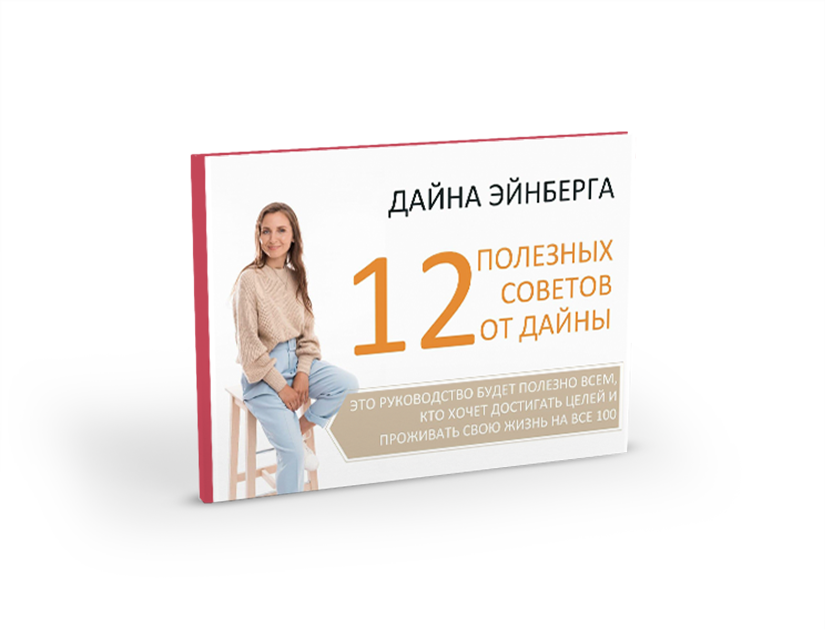 ДАЙНА ЭЙНБЕРГА
12
ПОЛЕЗНЫХ
СОВЕТОВ
ОТ ДАЙНЫ
ЭТО РУКОВОДСТВО БУДЕТ ПОЛЕЗНО ВСЕМ,
КТО ХОЧЕТ ДОСТИГАТЬ ЦЕЛЕЙ И
ПРОЖИВАТЬ СВОЮ ЖИЗНЬ НА ВСЕ 100